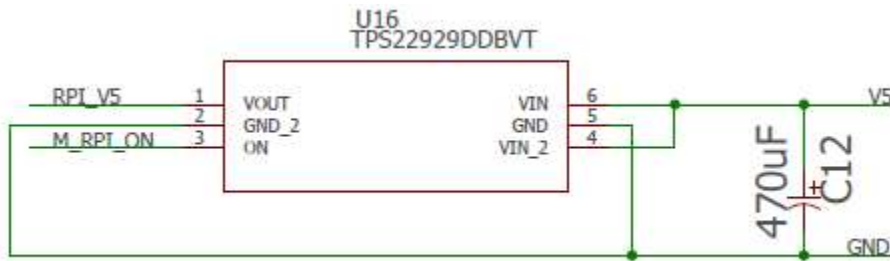 U16
TPS22929DDBVT
RPI_V5 1 VOUT VIN 6 V5
2 GND_2 GND 5
M_RPI_ON 3 ON VIN_2 4
470uF
+
C12
GND